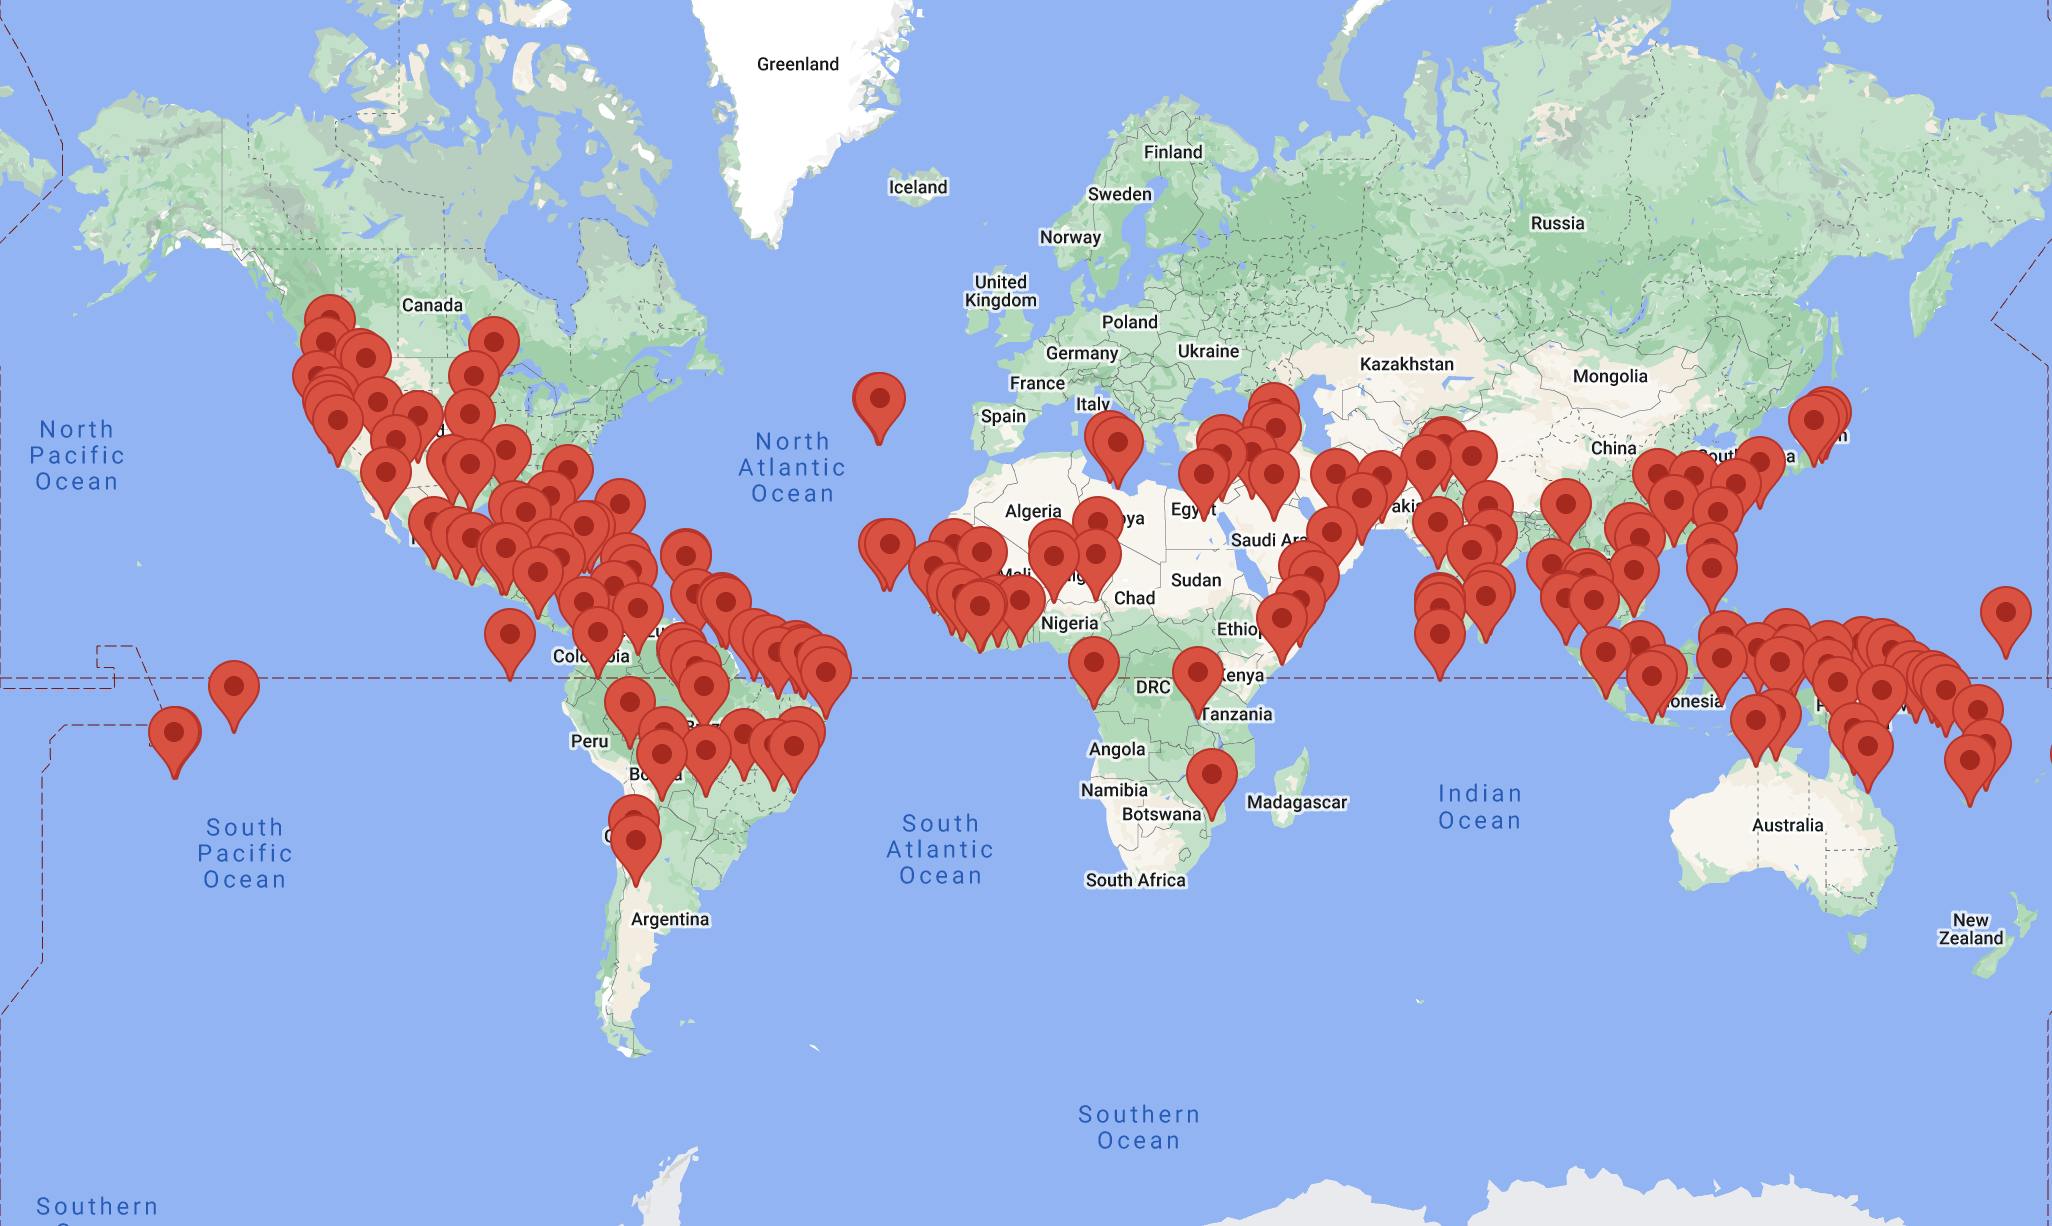 Greenland
Iceland
Finland
Sweden
Norway
Russia
United
Kingdom
Canada
Poland
Germany
Ukraine
Kazakhstan
Mongolia
France
Italy
Spain
North
Pacific
Ocean
North
Atlantic
Ocean
China
Algeria
Egypt
Saudi Ara
Mali
Sudan
Chad
Nigeria
Ethiop
Colombia
DRC
Kenya
Tanzania
Peru
Angola
Namibia
Botswana
Madagascar
Indian
Ocean
South
Pacific
Ocean
South
Atlantic
Ocean
Australia
South Africa
Argentina
New
Zealand
Southern
Ocean
Southern